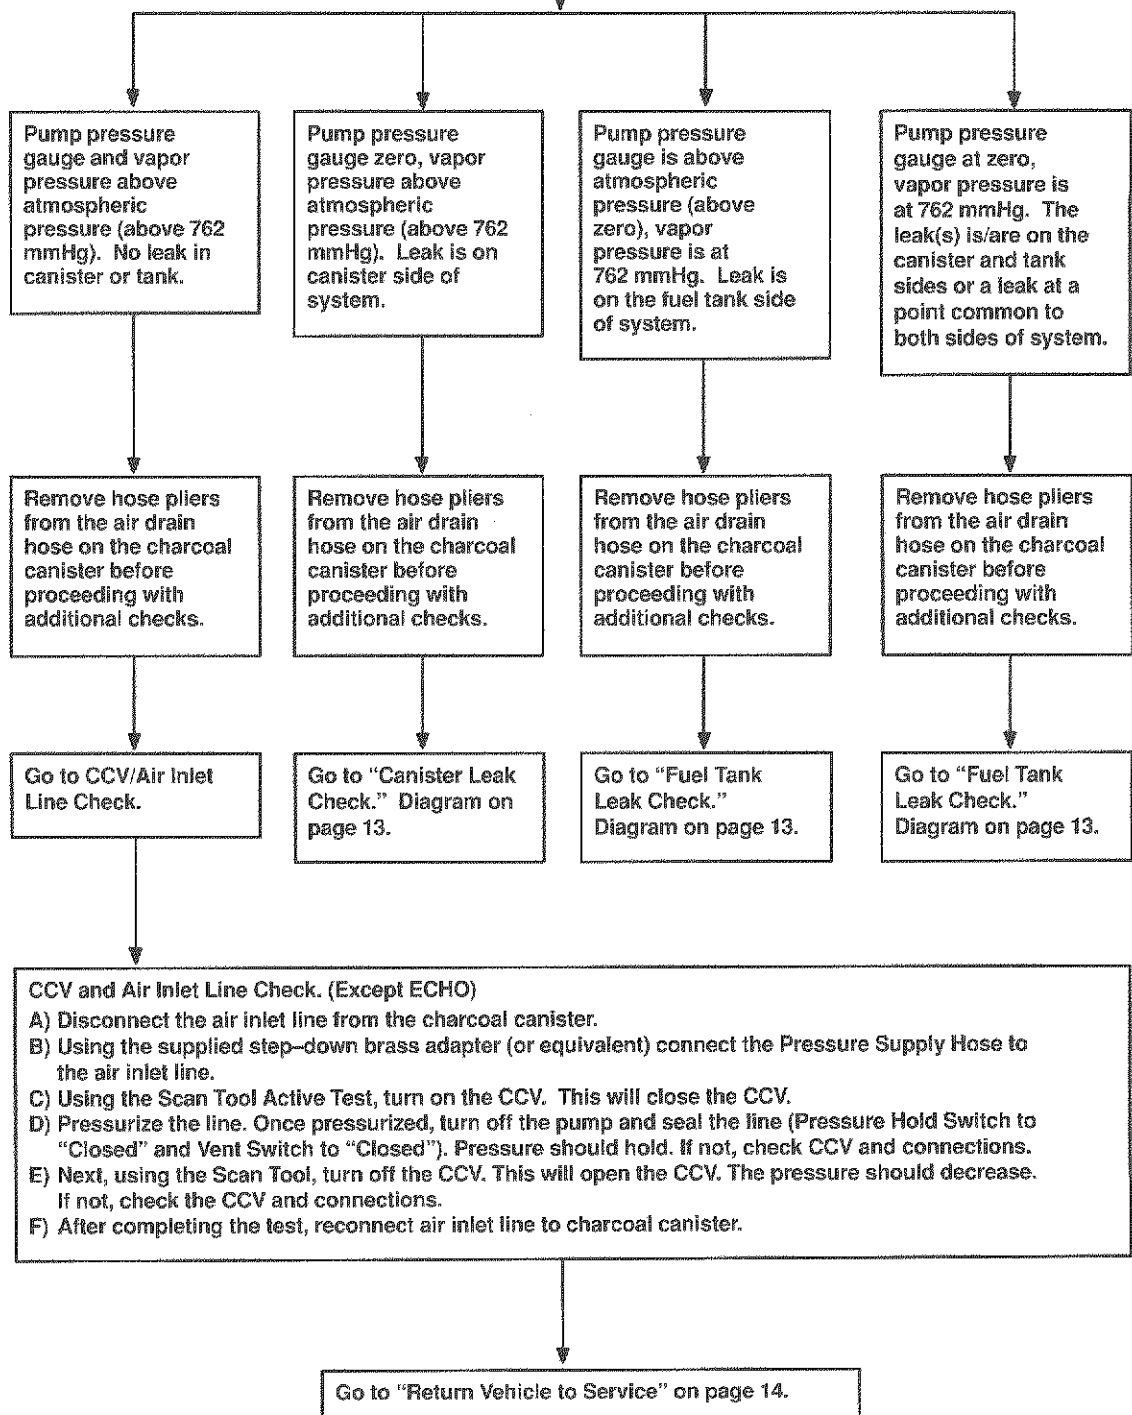 Pump pressure
gauge and vapor
pressure above
atmospheric
pressure (above 762
mmHg). No leak in
canister or tank.
Pump pressure
gauge zero, vapor
pressure above
atmospheric
pressure (above 762
mmHg). Leak is on
canister side of
system.
Pump pressure
gauge is above
atmospheric
pressure (above
zero), vapor
pressure is at
762 mmHg. Leak is
on the fuel tank side
of system.
Pump pressure
gauge at zero,
vapor pressure is
at 762 mmHg. The
leak(s) is/are on the
canister and tank
sides or a leak at a
point common to
both sides of system.
Remove hose pliers
from the air drain
hose on the charcoal
canister before
proceeding with
additional checks.
Remove hose pliers
from the air drain
hose on the charcoal
canister before
proceeding with
additional checks.
Remove hose pliers
from the air drain
hose on the charcoal
canister before
proceeding with
additional checks.
Remove hose pliers
from the air drain
hose on the charcoal
canister before
proceeding with
additional checks.
Go to CCV/Air Inlet
Line Check.
Go to “Canister Leak
Check.” Diagram on
page 13.
Go to “Fuel Tank
Leak Check.”
Diagram on page 13.
Go to “Fuel Tank
Leak Check.”
Diagram on page 13.
CCV and Air Inlet Line Check. (Except ECHO)
A) Disconnect the air inlet line from the charcoal canister.
B) Using the supplied step–down brass adapter (or equivalent) connect the Pressure Supply Hose to
the air inlet line.
C) Using the Scan Tool Active Test, turn on the CCV. This will close the CCV.
D) Pressurize the line. Once pressurized, turn off the pump and seal the line (Pressure Hold Switch to
“Closed” and Vent Switch to “Closed”). Pressure should hold. If not, check CCV and connections.
E) Next, using the Scan Tool, turn off the CCV. This will open the CCV. The pressure should decrease.
If not, check the CCV and connections.
F) After completing the test, reconnect air inlet line to charcoal canister.
Go to “Return Vehicle to Service” on page 14.